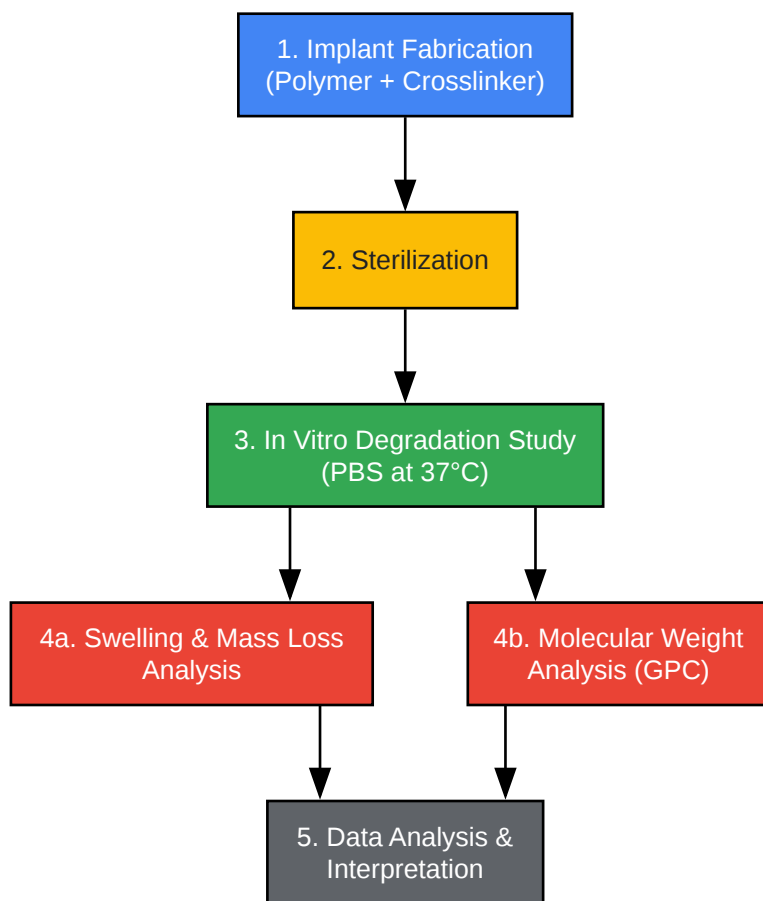 1. Implant Fabrication
(Polymer + Crosslinker)
2. Sterilization
3. In Vitro Degradation Study
(PBS at 37°C)
4a. Swelling & Mass Loss
Analysis
4b. Molecular Weight
Analysis (GPC)
5. Data Analysis &
Interpretation